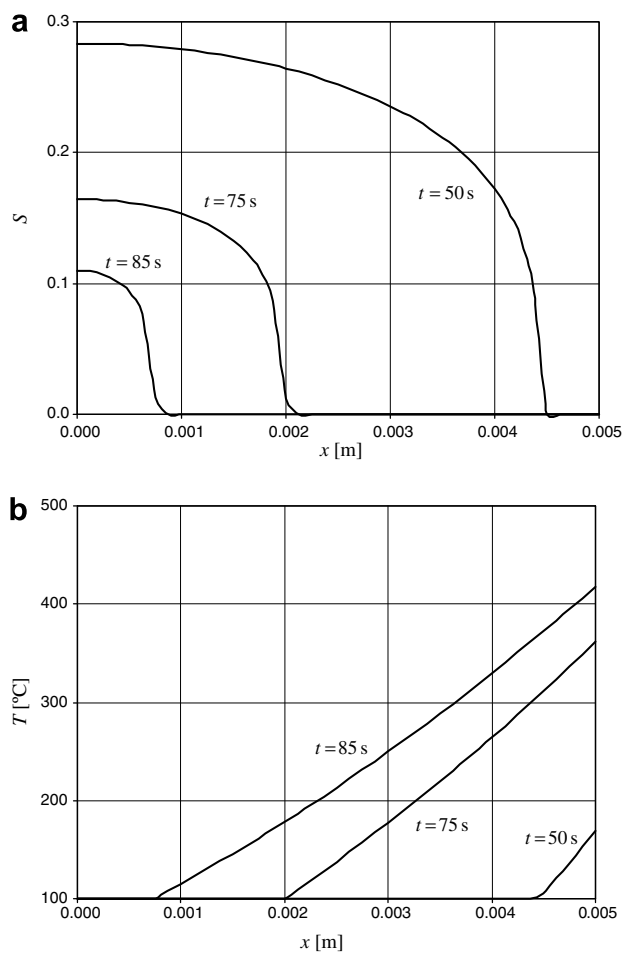 a
0.3
0.2
0.1
0.0
S
t = 50 s
t = 75 s
t = 85 s
0.000 0.001 0.002 0.003 0.004 0.005
x [m]
b
500
400
300
200
100
T [ºC]
t = 85 s
t = 75 s
t = 50 s
0.000 0.001 0.002 0.003 0.004 0.005
x [m]